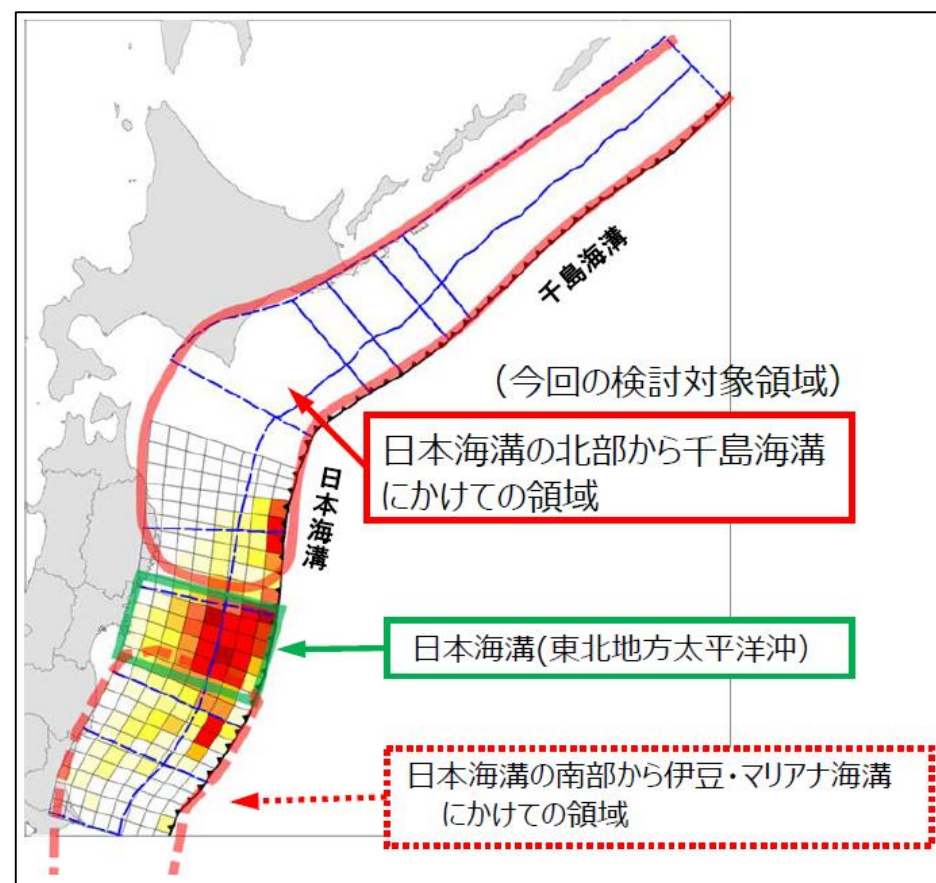 千島海溝
(今回の検討対象領域)
日本海溝の北部から千島海溝
にかけての領域
日本海溝
日本海溝(東北地方太平洋沖)
日本海溝の南部から伊豆・マリアナ海溝
にかけての領域